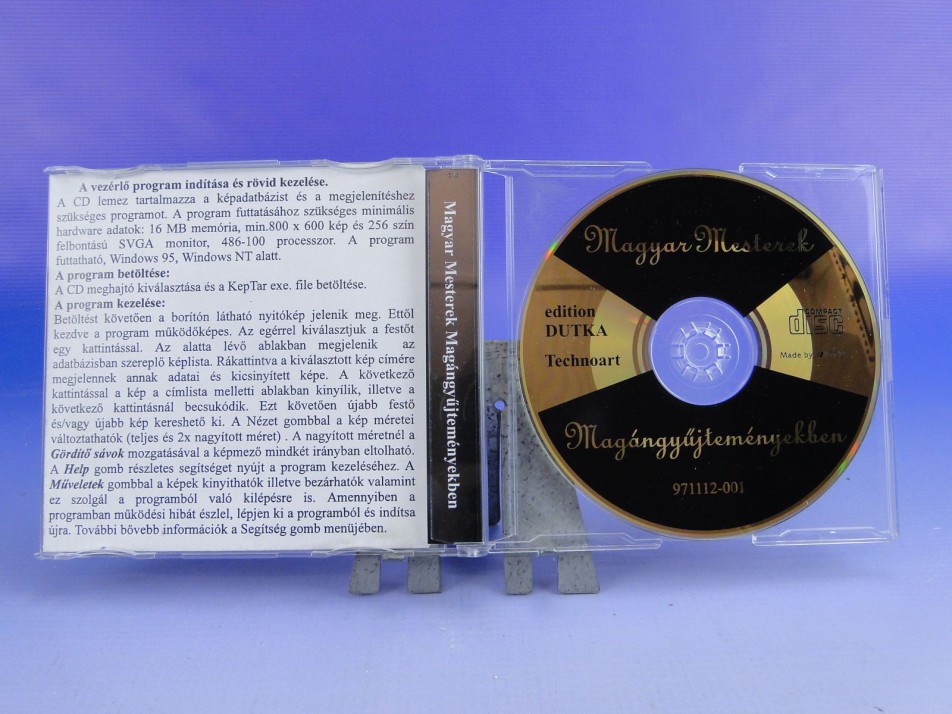 A vezérlő program indítása és rövid kezelése.
A CD lemez tartalmazza a képadatbázist és a megjelenítéshez
szükséges programot. A program futtatásához szükséges minimális
hardware adatok: 16 MB memória, min.800 x 600 kép és 256 szín
felbontású SVGA monitor, 486-100 processzor. A program
futtatható, Windows 95, Windows NT alatt.
A program betöltése:
A CD meghajtó kiválasztása és a KepTar exe. file betöltése.
A program kezelése:
Betöltést követően a borítón látható nyitókép jelenik meg. Ettől
kezdve a program működőképes. Az egérrel kiválasztjuk a festőt
egy kattintással. Az alatta lévő ablakban megjelenik az
adatbázisban szereplő képlista. Rákattintva a kiválasztott kép címére
megjelennek annak adatai és kicsinyített képe. A következő
kattintással a kép a címlista melletti ablakban kinyílik, illetve a
következő kattintásnál becsukódik. Ezt követően újabb festő
és/vagy újabb kép kereshető ki. A Nézet gombbal a kép méretei
változtathatók (teljes és 2x nagyított méret) . A nagyított méretnél a
Gördítő sávok mozgatásával a képmező mindkét irányban eltolható.
A Help gomb részletes segítséget nyújt a program kezeléséhez. A
Műveletek gombbal a képek kinyithatók illetve bezárhatók valamint
ez szolgál a programból való kilépésre is. Amennyiben a
programban működési hibát észlel, lépjen ki a programból és indítsa
újra. További bővebb információk a Segítség gomb menüjében.
Magyar Mesterek Magángyűjteményekben
Magyar Mesterek
edition
DUTKA
Technoart
COMPACT
disc
Made by
Magángyűjteményekben
971112-001